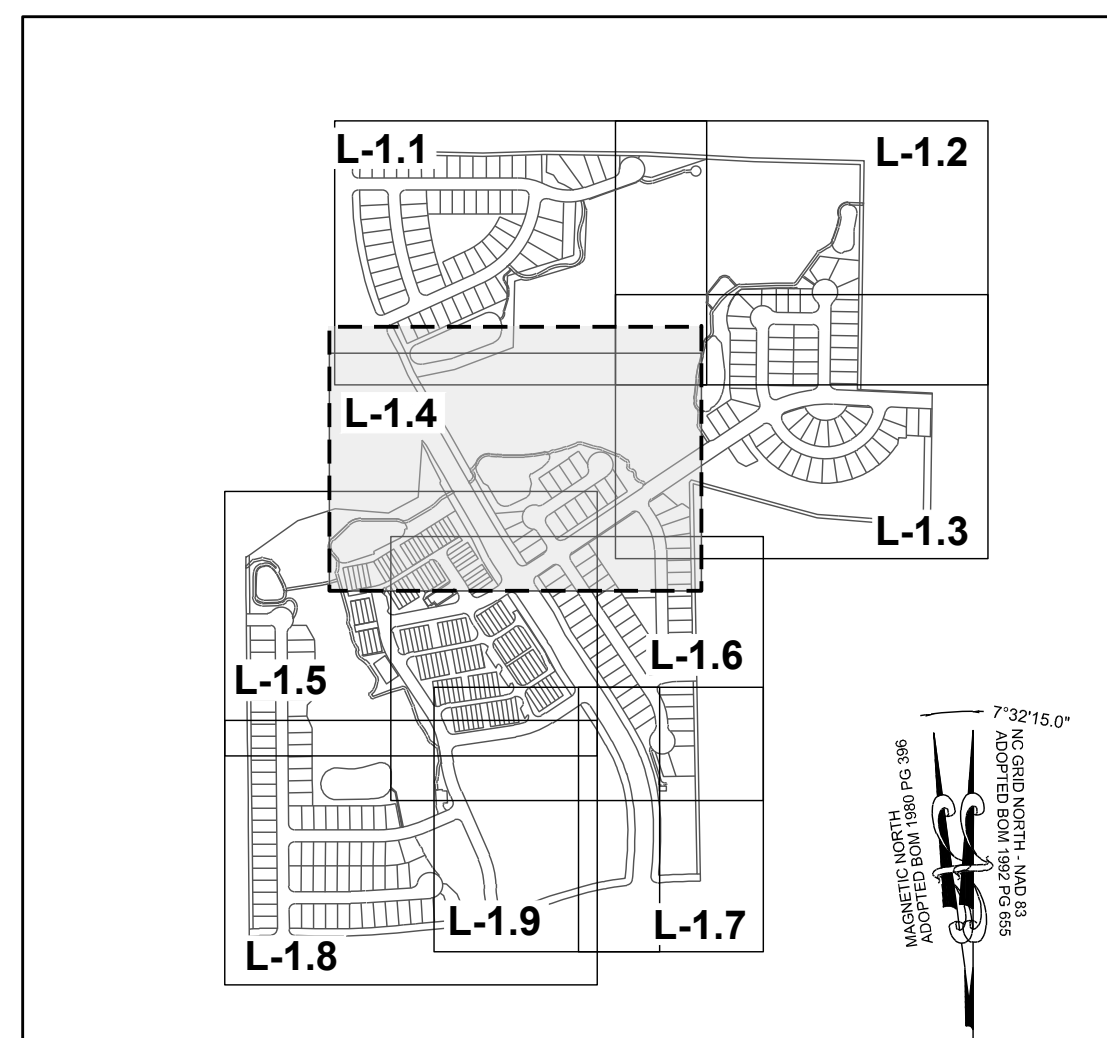 L-1.1
L-1.2
L-1.4
L-1.3
L-1.6
L-1.5
7°32'15.0"
NC GRID NORTH - NAD 83
ADOPTED BOM 1992 PG 655
MAGNETIC NORTH
ADOPTED BOM 1980 PG 396
L-1.9
L-1.7
L-1.8